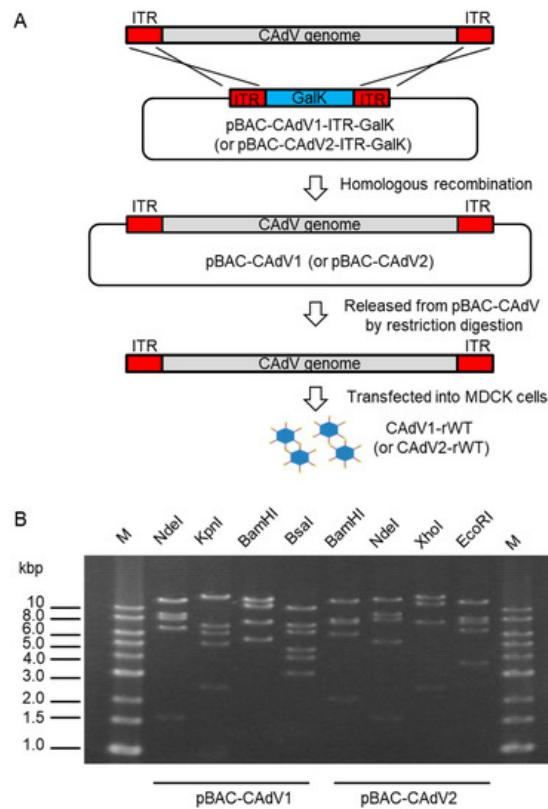 A
ITR
ITR
CAdV genome
ITR
GalK
ITR
pBAC-CAdV1-ITR-GalK
(or pBAC-CAdV2-ITR-GalK)
Homologous recombination
ITR
ITR
CAdV genome
pBAC-CAdV1 (or pBAC-CAdV2)
Released from pBAC-CAdV
by restriction digestion
ITR
ITR
CAdV genome
Transfected into MDCK cells
CAdV1-rWT
(or CAdV2-rWT)
B
M NdeI KpnI BamHI BsaI BamHI NdeI XhoI EcoRI M
kbp
10
8.0
6.0
5.0
4.0
3.0
2.0
1.5
1.0
pBAC-CAdV1
pBAC-CAdV2